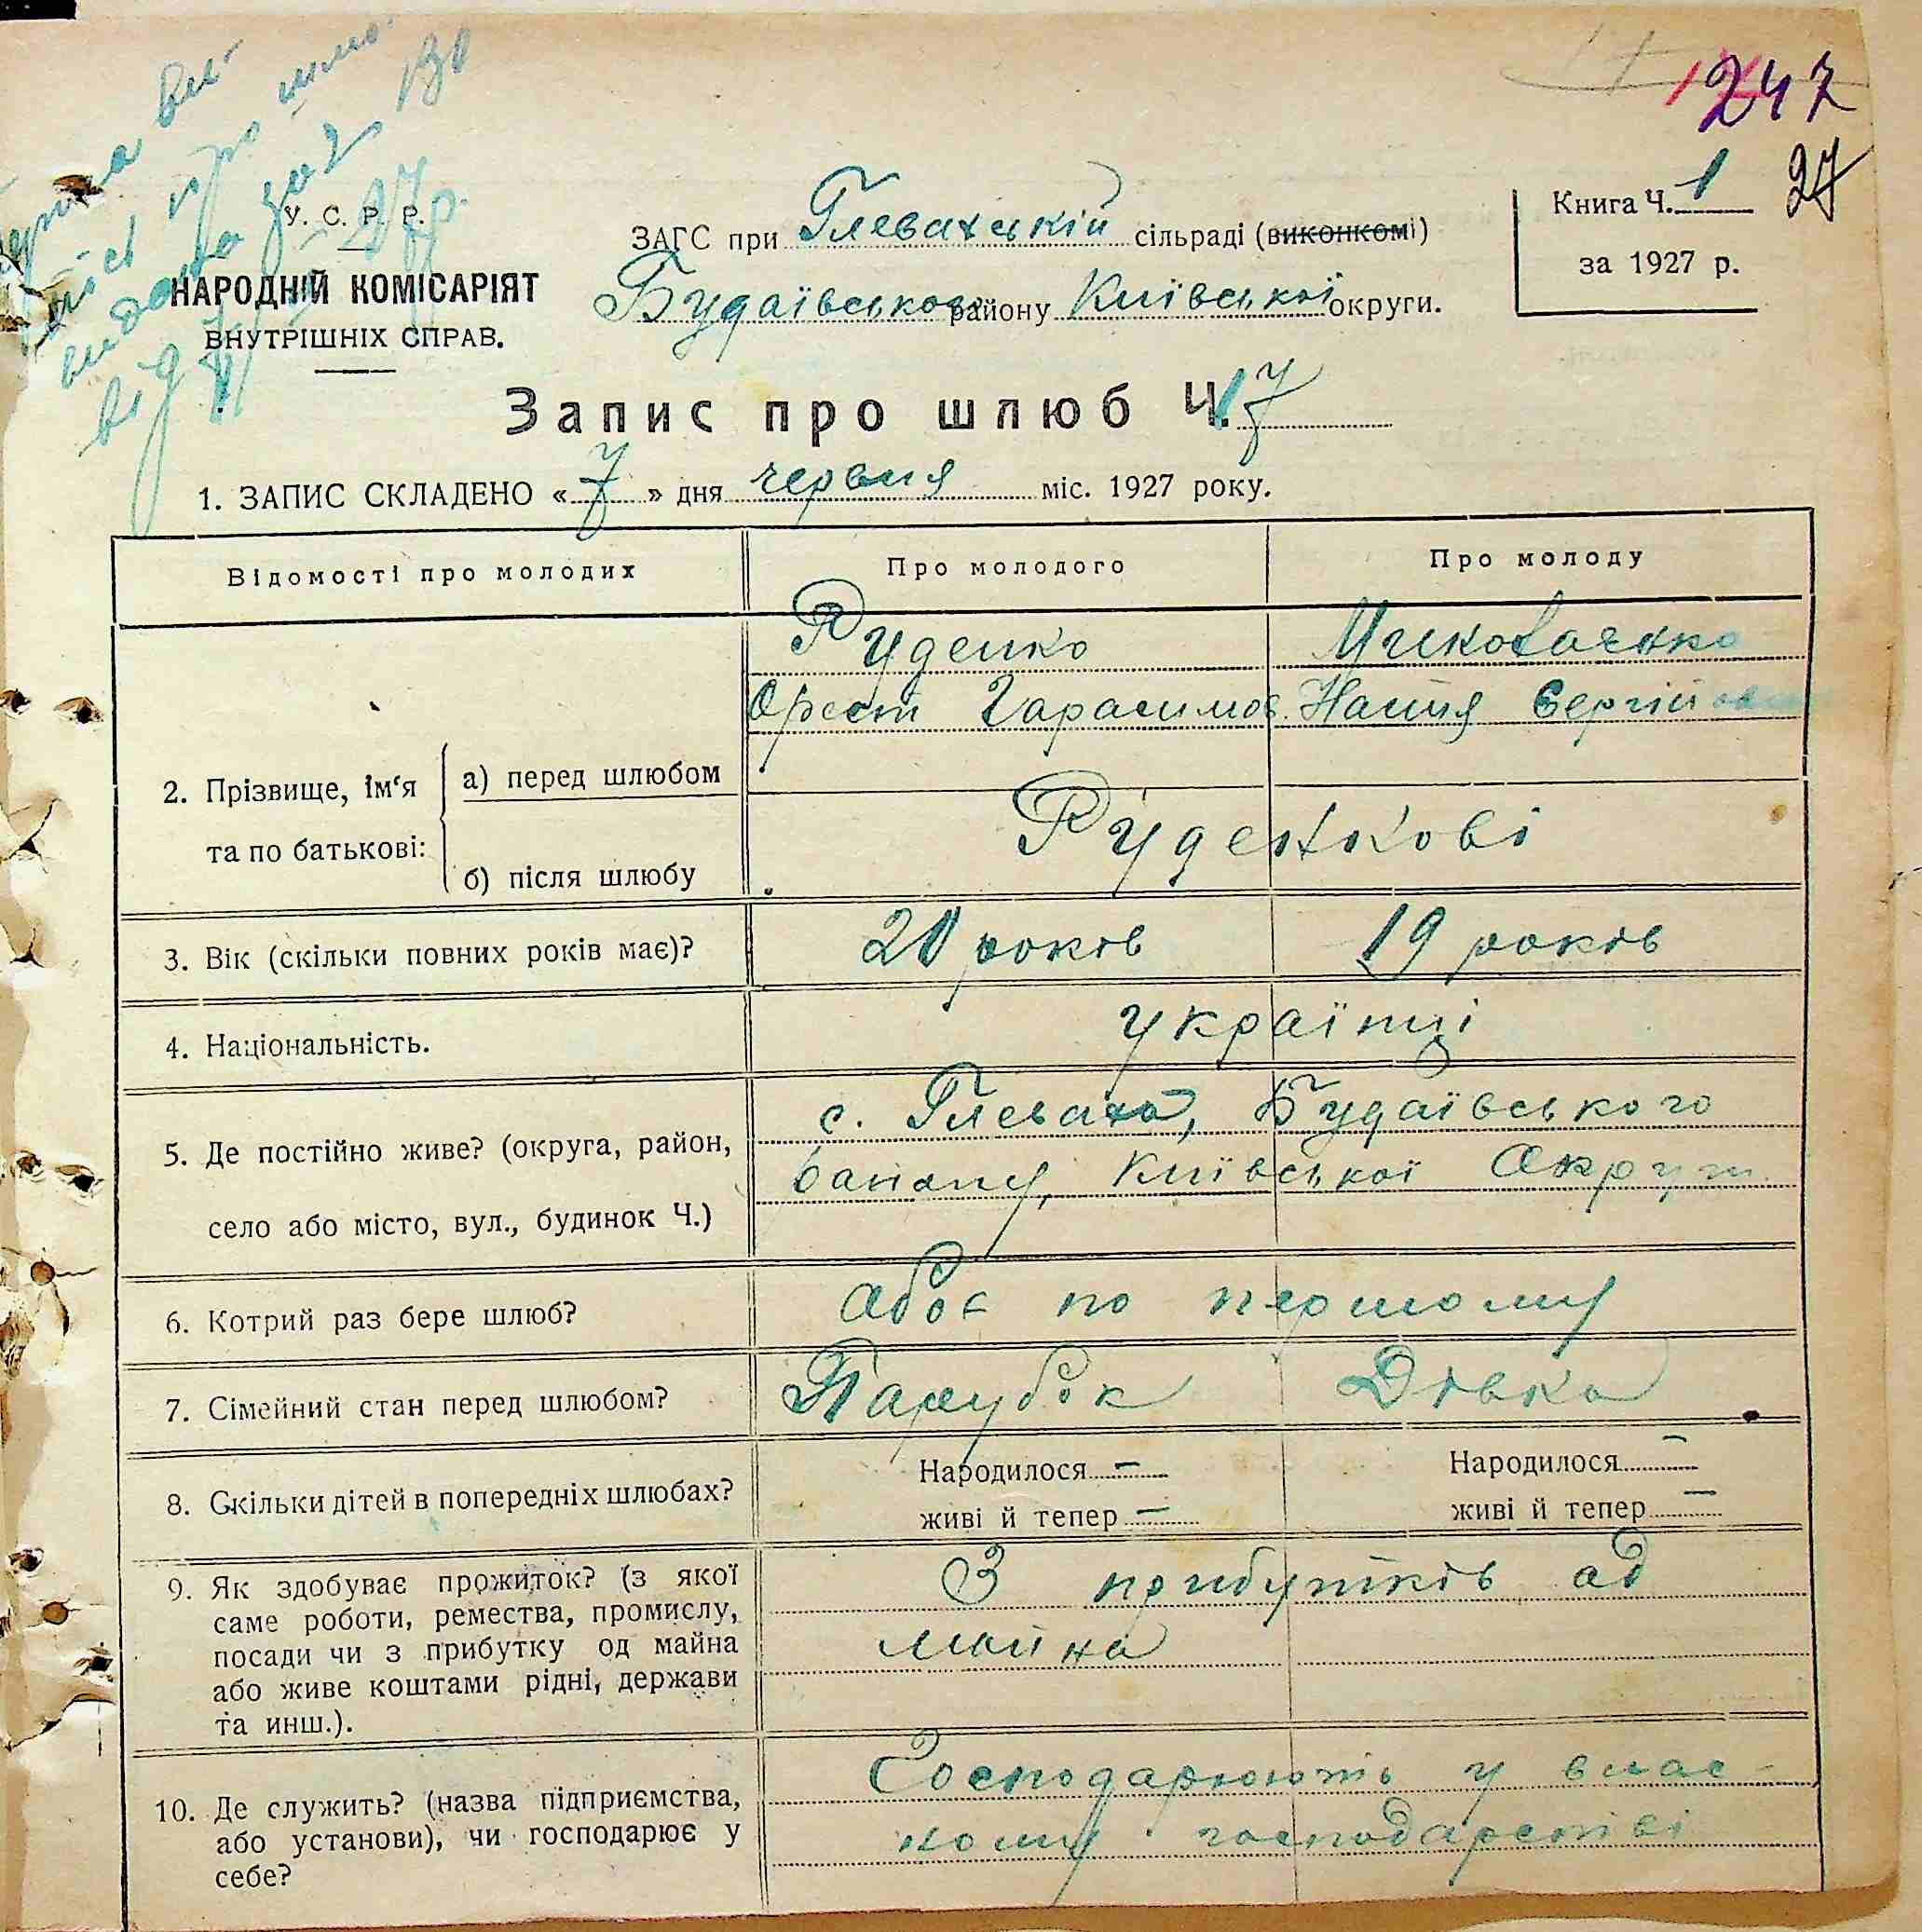 247
27
У. С. Р. Р.
НАРОДНІЙ КОМІСАРІЯТ
ВНУТРІШНІХ СПРАВ.
ЗАГС при Глевахській сільраді (виконкомі)
Будаївського району Київської округи.
Книга Ч. 1
за 1927 р.
видано
від
Запис про шлюб Ч. 17
1. ЗАПИС СКЛАДЕНО «7» дня червня міс. 1927 року.
Відомості про молодих Про молодого Про молоду
2. Прізвище, ім‘я та по батькові:
а) перед шлюбом
Руденко
Орест Гарасимов. Настя Сергій
б) після шлюбу
Руденкові
3. Вік (скільки повних років має)? 20 років 19 років
4. Національність. українці
5. Де постійно живе? (округа, район,
село або місто, вул., будинок Ч.)
с. Глеваха, Будаївського
району, Київської Округи
6. Котрий раз бере шлюб? обоє по першому
7. Сімейний стан перед шлюбом? Парубок Дівка
8. Скільки дітей в попередніх шлюбах?
Народилося — Народилося —
живі й тепер — живі й тепер —
9. Як здобуває прожиток? (з якої
саме роботи, ремества, промислу,
посади чи з прибутку од майна
або живе коштами рідні, держави
та инш.).
З прибутків од
майна
10. Де служить? (назва підприємства,
або установи), чи господарює у
себе?
Господарюють у влас-
ному господарстві